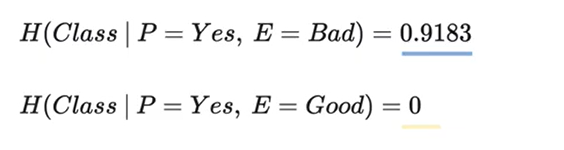 H(Class | P = Yes, E = Bad) = 0.9183
H(Class | P = Yes, E = Good) = 0